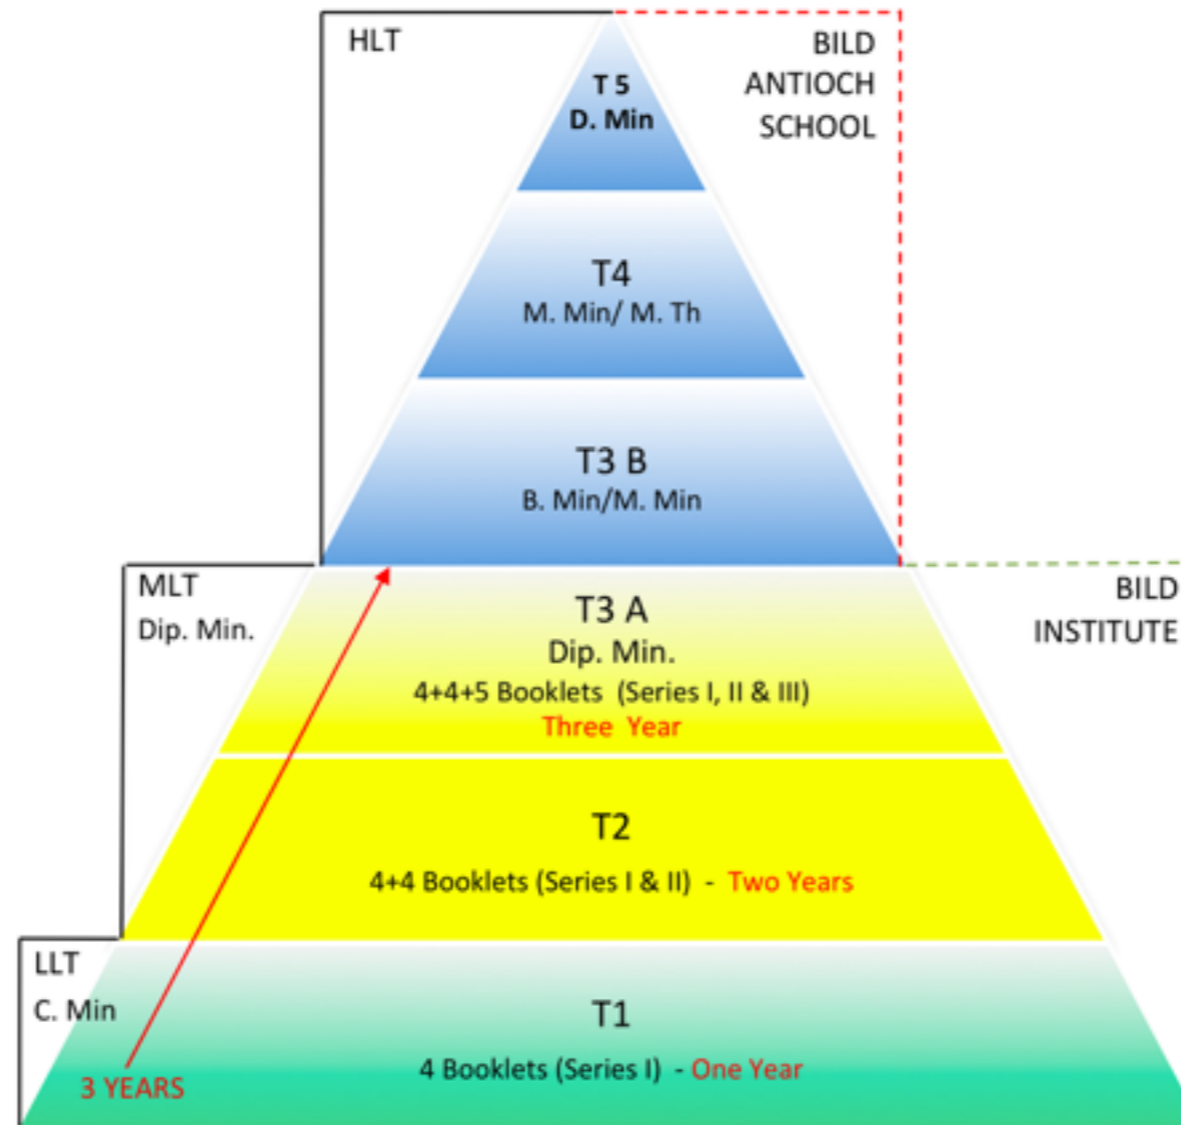 HLT
BILD
ANTIOCH
SCHOOL
T 5
D. Min
T4
M. Min/ M. Th
T3 B
B. Min/M. Min
MLT
Dip. Min.
BILD
INSTITUTE
T3 A
Dip. Min.
4+4+5 Booklets (Series I, II & III)
Three Year
T2
4+4 Booklets (Series I & II) - Two Years
LLT
C. Min
T1
4 Booklets (Series I) - One Year
3 YEARS